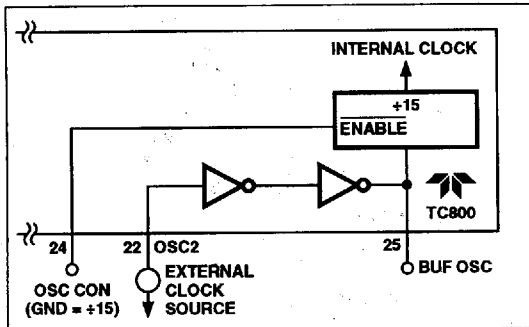 INTERNAL CLOCK
÷15
ENABLE
TC800
24
22
OSC2
25
OSC CON
(GND = ÷15)
EXTERNAL
CLOCK
SOURCE
BUF OSC